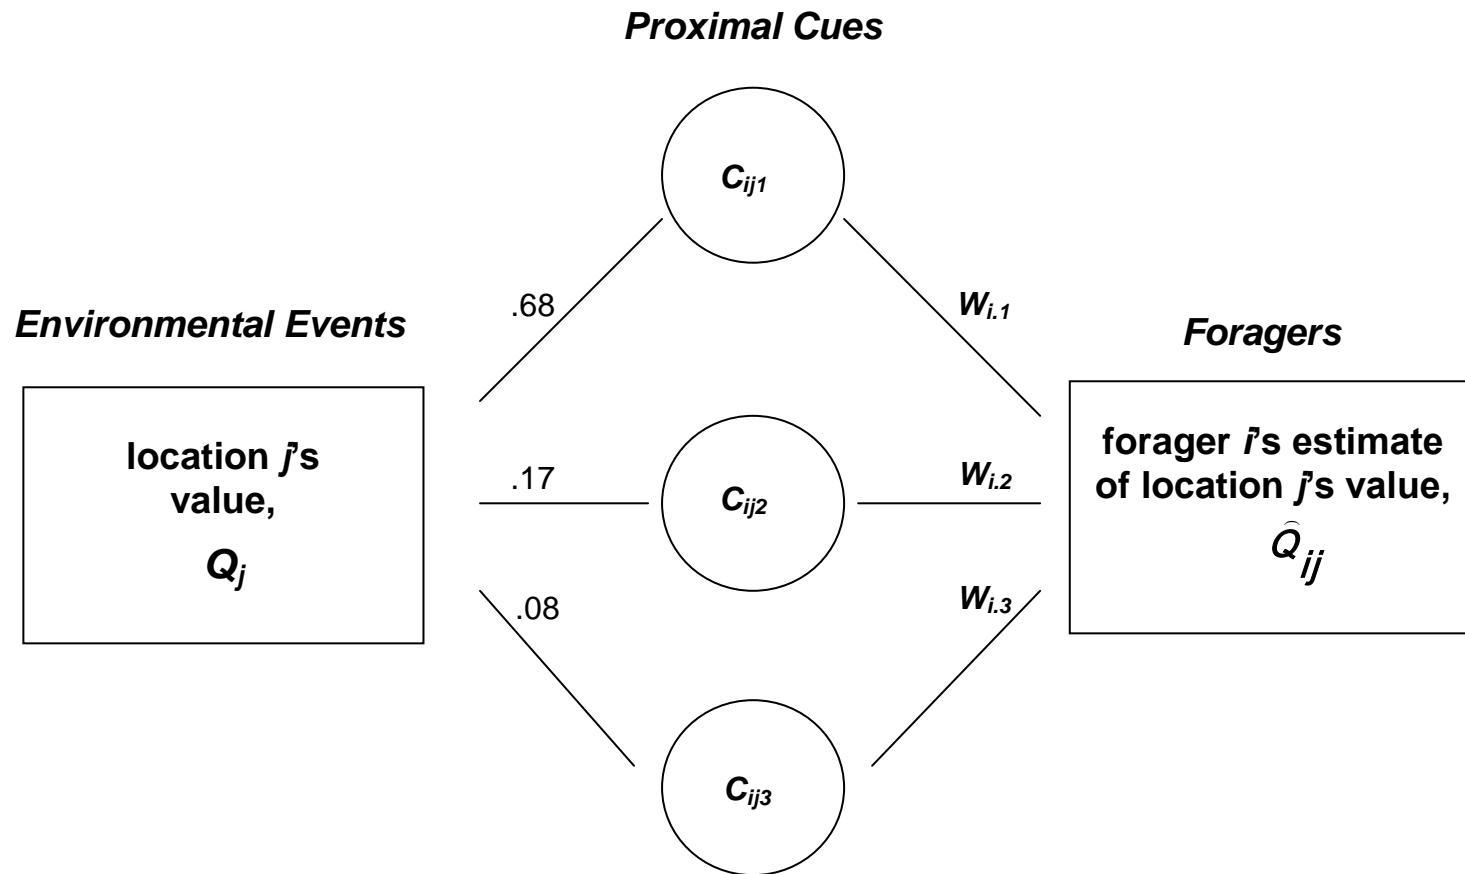 Proximal Cues
Cij1
.68
Wi.1
Environmental Events
Foragers
location j's
value,
Qj
.17
Cij2
Wi.2
forager i's estimate
of location j's value,
Q̂ij
.08
Wi.3
Cij3